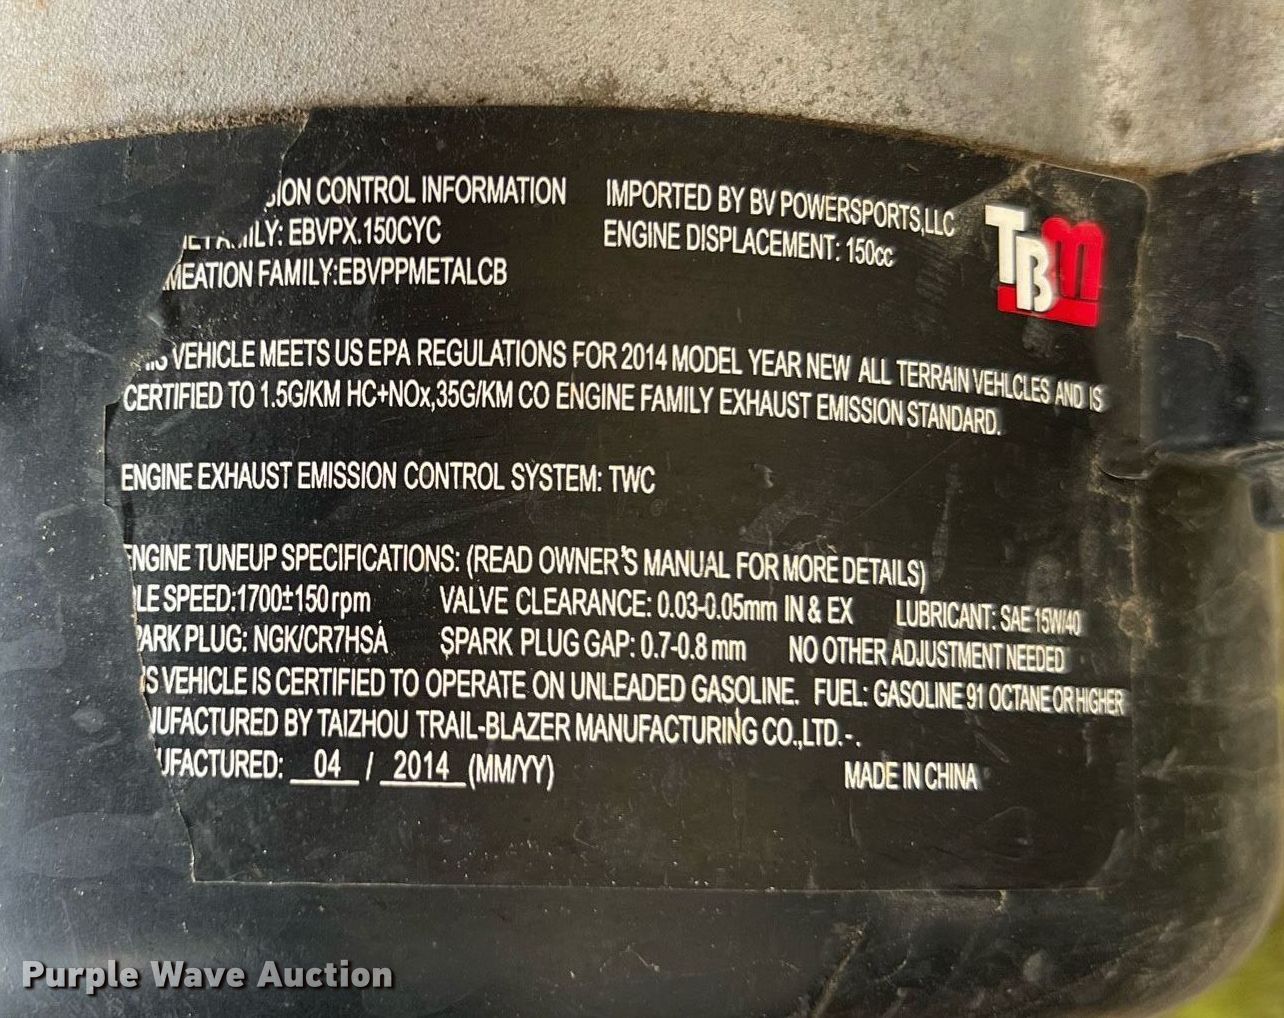 SION CONTROL INFORMATION
IMPORTED BY BV POWERSPORTS,LLC
ILY: EBVPX.150CYC
ENGINE DISPLACEMENT: 150cc
MEATION FAMILY:EBVPPMETALCB
TBM
IS VEHICLE MEETS US EPA REGULATIONS FOR 2014 MODEL YEAR NEW ALL TERRAIN VEHLCLES AND IS
CERTIFIED TO 1.5G/KM HC+NOx,35G/KM CO ENGINE FAMILY EXHAUST EMISSION STANDARD.
ENGINE EXHAUST EMISSION CONTROL SYSTEM: TWC
ENGINE TUNEUP SPECIFICATIONS: (READ OWNER'S MANUAL FOR MORE DETAILS)
LE SPEED:1700±150rpm VALVE CLEARANCE: 0.03-0.05mm IN & EX LUBRICANT: SAE 15W/40
PARK PLUG: NGK/CR7HSA SPARK PLUG GAP: 0.7-0.8 mm NO OTHER ADJUSTMENT NEEDED
IS VEHICLE IS CERTIFIED TO OPERATE ON UNLEADED GASOLINE. FUEL: GASOLINE 91 OCTANE OR HIGHER
NUFACTURED BY TAIZHOU TRAIL-BLAZER MANUFACTURING CO.,LTD.-.
UFACTURED: 04 / 2014 (MM/YY) MADE IN CHINA
Purple Wave Auction